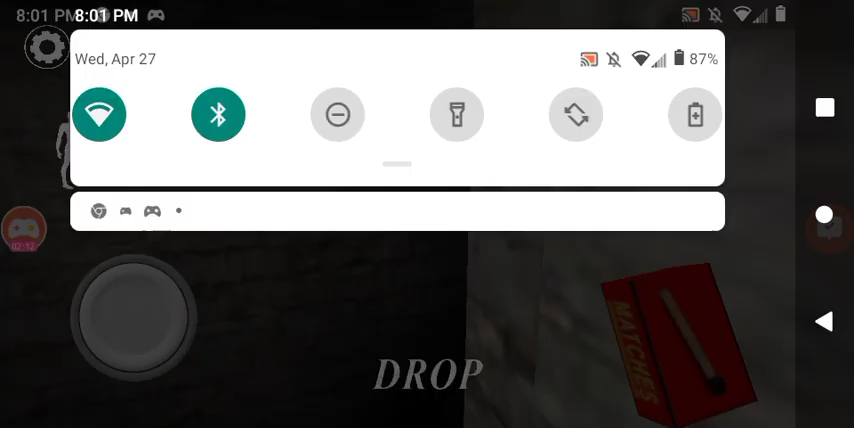 8:01 PM 8:01 PM
Wed, Apr 27
87%
02:12
DROP
MATCHES